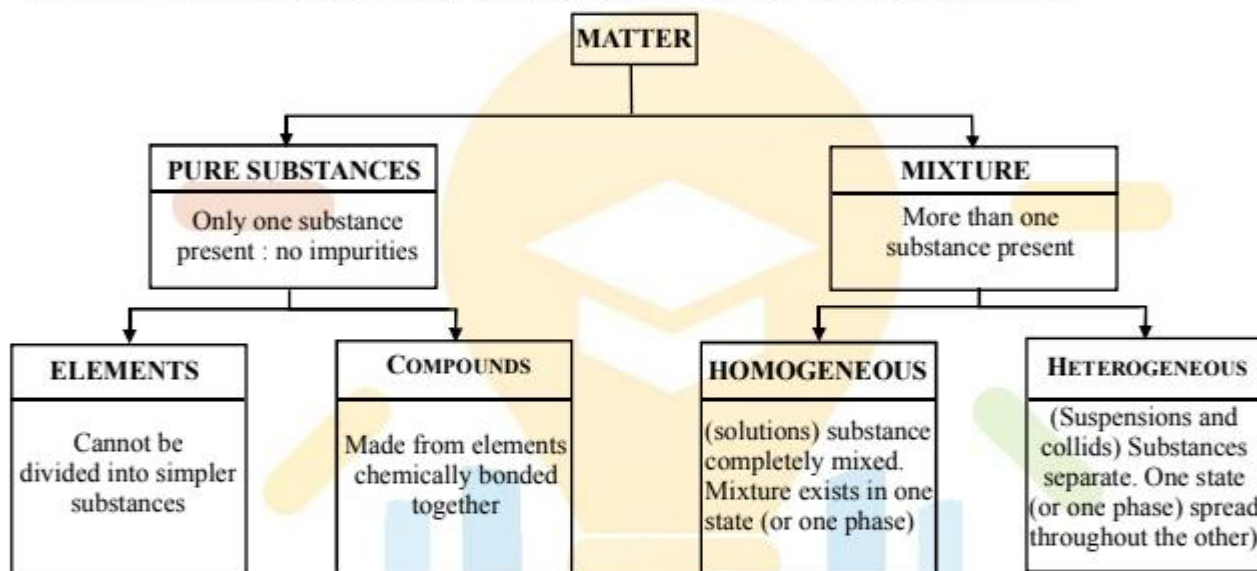 MATTER
PURE SUBSTANCES
Only one substance
present : no impurities
MIXTURE
More than one
substance present
ELEMENTS
Cannot be
divided into simpler
substances
COMPOUNDS
Made from elements
chemically bonded
together
HOMOGENEOUS
(solutions) substance
completely mixed.
Mixture exists in one
state (or one phase)
HETEROGENEOUS
(Suspensions and
collids) Substances
separate. One state
(or one phase) spread
throughout the other)